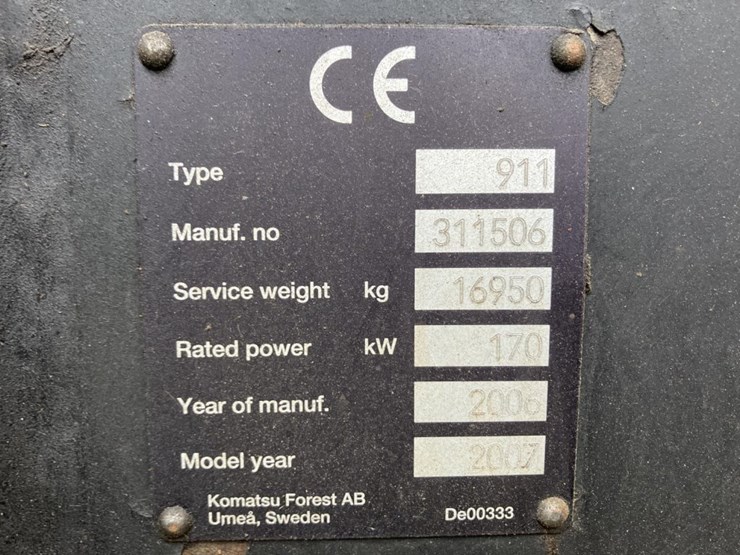 CE
Type 911
Manuf. no 311506
Service weight kg 16950
Rated power kW 170
Year of manuf. 2006
Model year 2007
Komatsu Forest AB
Umeå, Sweden De00333